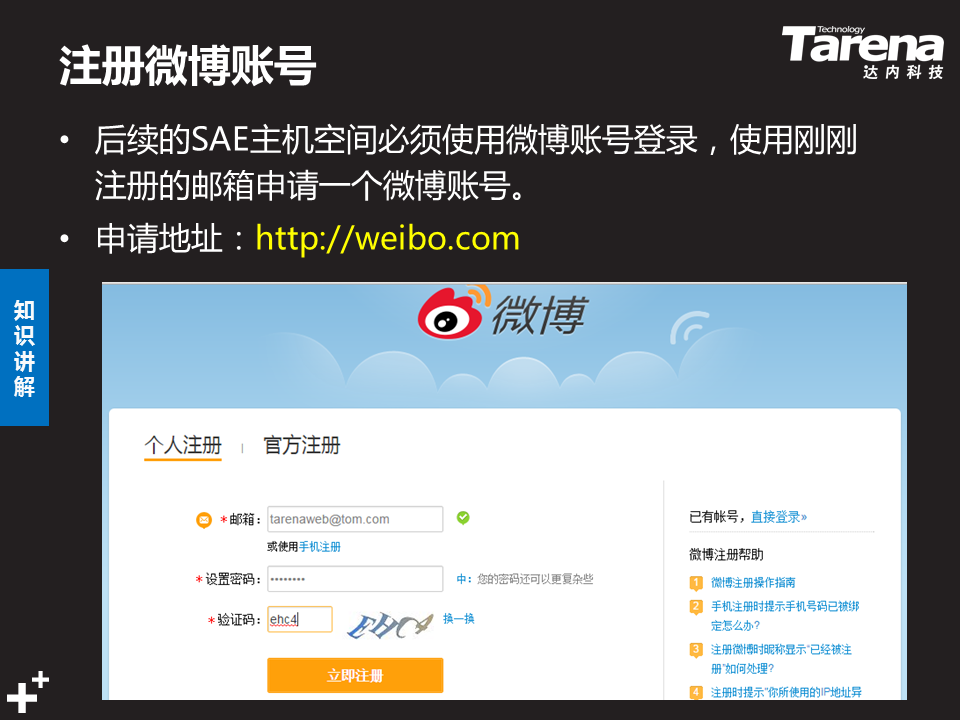 注册微博账号
Technology
Tarena
达内科技
• 后续的SAE主机空间必须使用微博账号登录，使用刚刚
注册的邮箱申请一个微博账号。
• 申请地址：http://weibo.com
知识讲解
微博
个人注册 | 官方注册
*邮箱： tarenaweb@tom.com
或使用手机注册
*设置密码： •••••••• 中：您的密码还可以更复杂些
*验证码： ehc4 EHC4 换一换
立即注册
已有帐号，直接登录»
微博注册帮助
1 微博注册操作指南
2 手机注册时提示手机号码已被绑
定怎么办?
3 注册微博时昵称显示“已经被注
册”如何处理?
4 注册时提示“你所使用的IP地址异